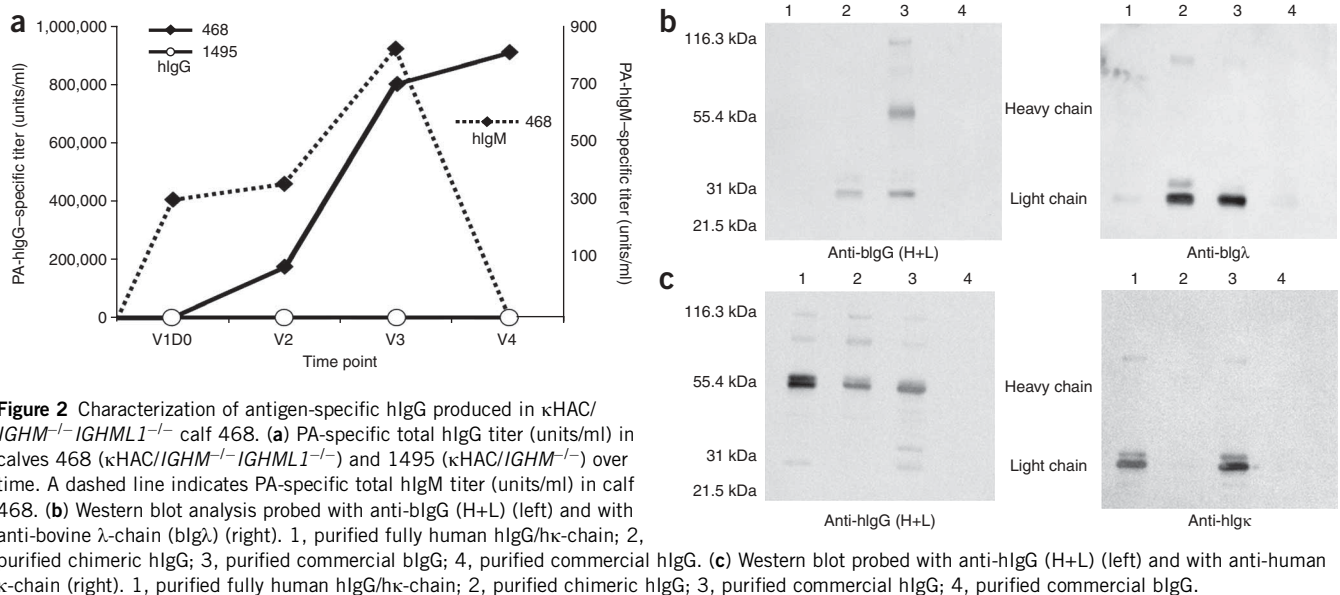 a
1,000,000
800,000
600,000
400,000
200,000
0
PA-hIgG–specific titer (units/ml)
468
1495
hIgG
468
hIgM
900
700
500
300
100
PA-hIgM–specific titer (units/ml)
V1D0 V2 V3 V4
Time point
b
1 2 3 4
116.3 kDa
55.4 kDa
31 kDa
21.5 kDa
Anti-bIgG (H+L)
Heavy chain
Light chain
1 2 3 4
Anti-bIgλ
c
1 2 3 4
116.3 kDa
55.4 kDa
31 kDa
21.5 kDa
Anti-hIgG (H+L)
Heavy chain
Light chain
1 2 3 4
Anti-hIgκ
Figure 2 Characterization of antigen-specific hIgG produced in κHAC/
IGHM−/− IGHML1−/− calf 468. (a) PA-specific total hIgG titer (units/ml) in
calves 468 (κHAC/IGHM−/− IGHML1−/−) and 1495 (κHAC/IGHM−/−) over
time. A dashed line indicates PA-specific total hIgM titer (units/ml) in calf
468. (b) Western blot analysis probed with anti-bIgG (H+L) (left) and with
anti-bovine λ-chain (bIgλ) (right). 1, purified fully human hIgG/hκ-chain; 2,
purified chimeric hIgG; 3, purified commercial bIgG; 4, purified commercial hIgG. (c) Western blot probed with anti-hIgG (H+L) (left) and with anti-human
κ-chain (right). 1, purified fully human hIgG/hκ-chain; 2, purified chimeric hIgG; 3, purified commercial hIgG; 4, purified commercial bIgG.